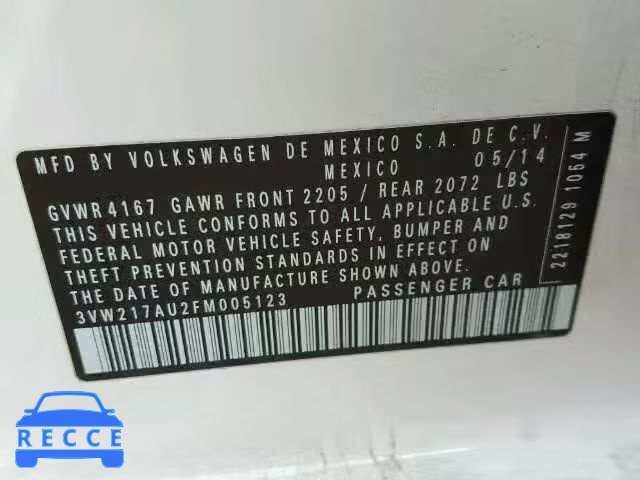 MFD BY VOLKSWAGEN DE MEXICO S.A. DE C.V.
MEXICO 05/14
GVWR 4167 GAWR FRONT 2205 / REAR 2072 LBS
THIS VEHICLE CONFORMS TO ALL APPLICABLE U.S.
FEDERAL MOTOR VEHICLE SAFETY, BUMPER AND
THEFT PREVENTION STANDARDS IN EFFECT ON
THE DATE OF MANUFACTURE SHOWN ABOVE.
3VW217AU2FM005123 PASSENGER CAR
2218129 1064 M
RECCE